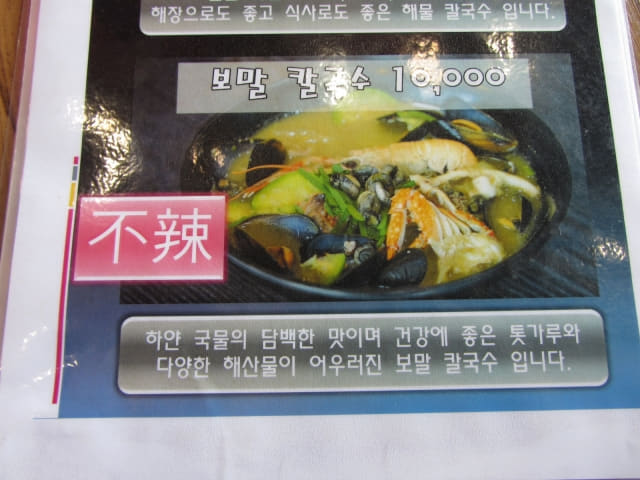 해장으로도 좋고 식사로도 좋은 해물 칼국수 입니다.
보말 칼국수 10,000
不辣
하얀 국물의 담백한 맛이며 건강에 좋은 톳가루와
다양한 해산물이 어우러진 보말 칼국수 입니다.